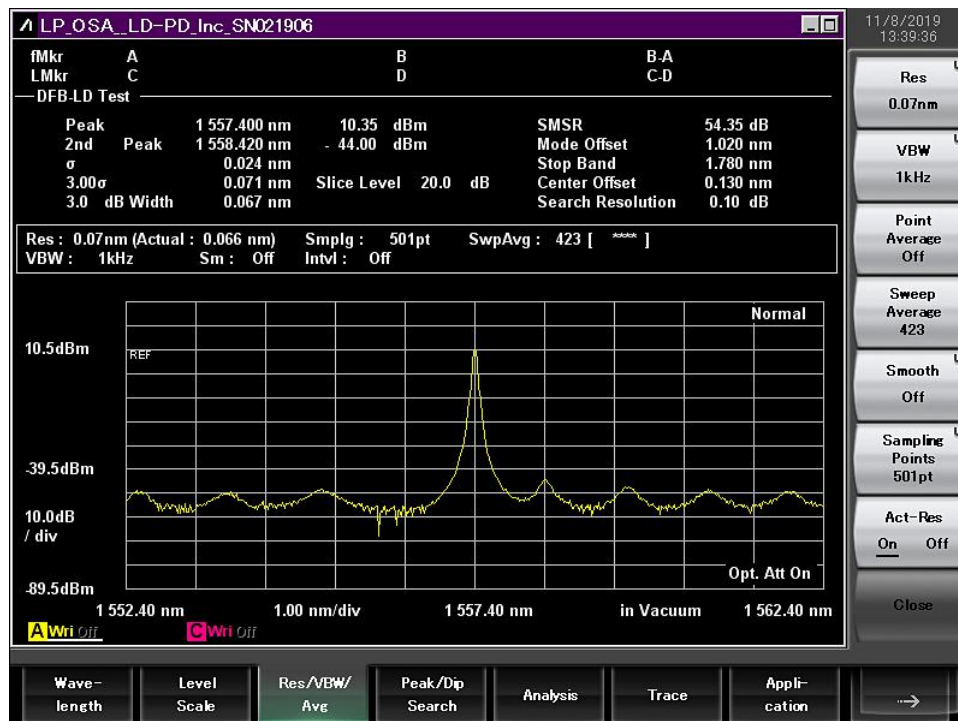 LP_OSA__LD-PD_Inc_SN021906
11/8/2019
13:39:36
fMkr A B B-A
LMkr C D C-D
DFB-LD Test
Peak 1 557.400 nm 10.35 dBm SMSR 54.35 dB
2nd Peak 1 558.420 nm - 44.00 dBm Mode Offset 1.020 nm
σ 0.024 nm Stop Band 1.780 nm
3.00σ 0.071 nm Slice Level 20.0 dB Center Offset 0.130 nm
3.0 dB Width 0.067 nm Search Resolution 0.10 dB
Res : 0.07nm (Actual : 0.066 nm) Smplg : 501pt SwpAvg : 423 [ **** ]
VBW : 1kHz Sm : Off Intvl : Off
Normal
10.5dBm
REF
-39.5dBm
10.0dB
/ div
Opt. Att On
-89.5dBm
1 552.40 nm 1.00 nm/div 1 557.40 nm in Vacuum 1 562.40 nm
A Wri Off C Wri Off
Res
0.07nm
VBW
1kHz
Point
Average
Off
Sweep
Average
423
Smooth
Off
Sampling
Points
501pt
Act-Res
On Off
Close
Wave-
length
Level
Scale
Res/VBW/
Avg
Peak/Dip
Search
Analysis
Trace
Appli-
cation